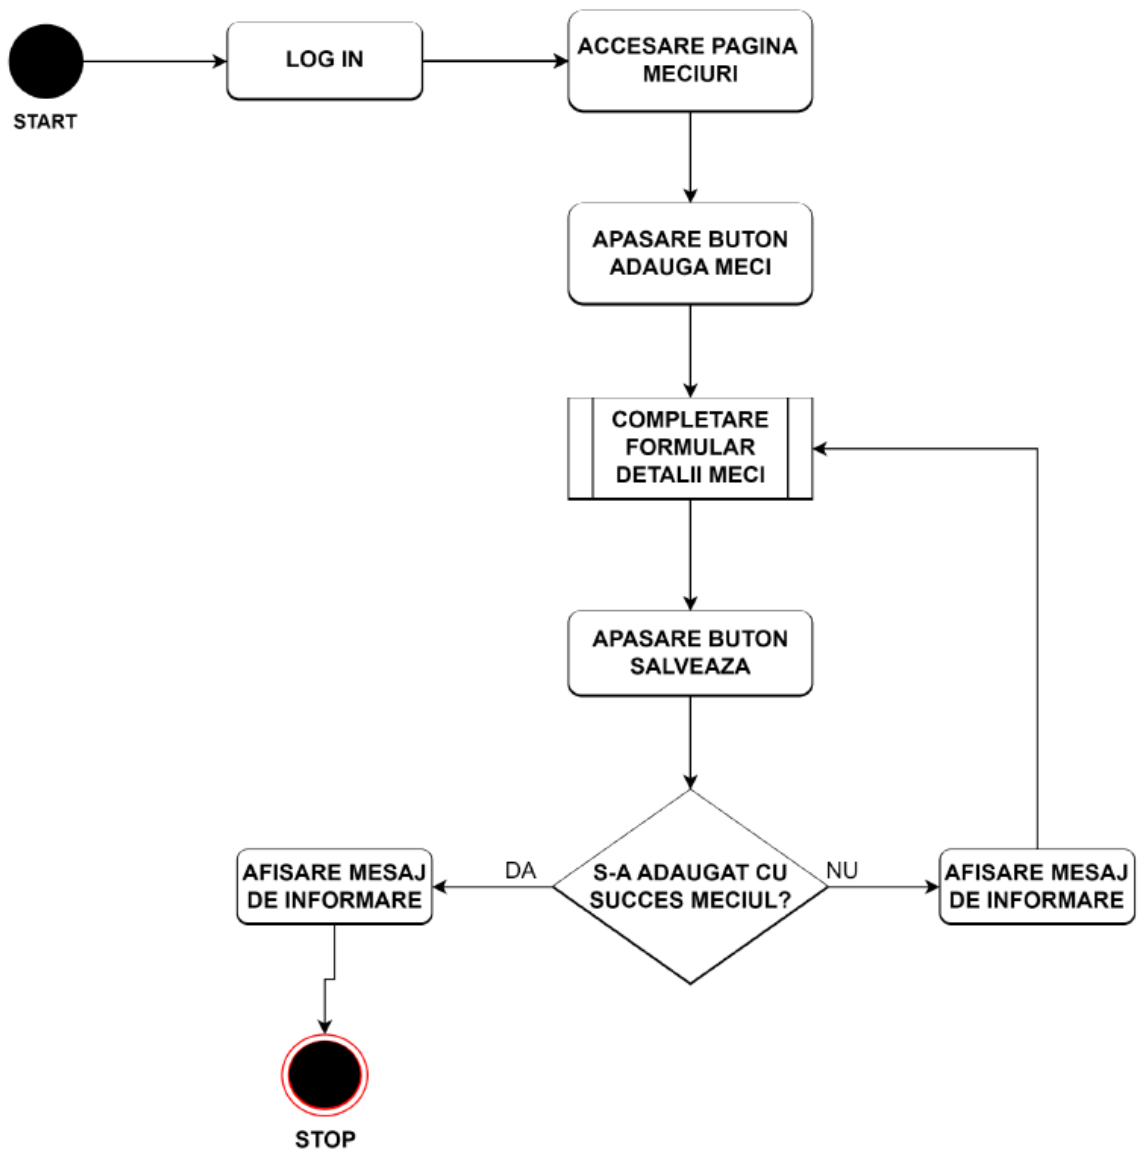 START
LOG IN
ACCESARE PAGINA
MECIURI
APASARE BUTON
ADAUGA MECI
COMPLETARE
FORMULAR
DETALII MECI
APASARE BUTON
SALVEAZA
S-A ADAUGAT CU
SUCCES MECIUL?
DA
AFISARE MESAJ
DE INFORMARE
NU
AFISARE MESAJ
DE INFORMARE
STOP